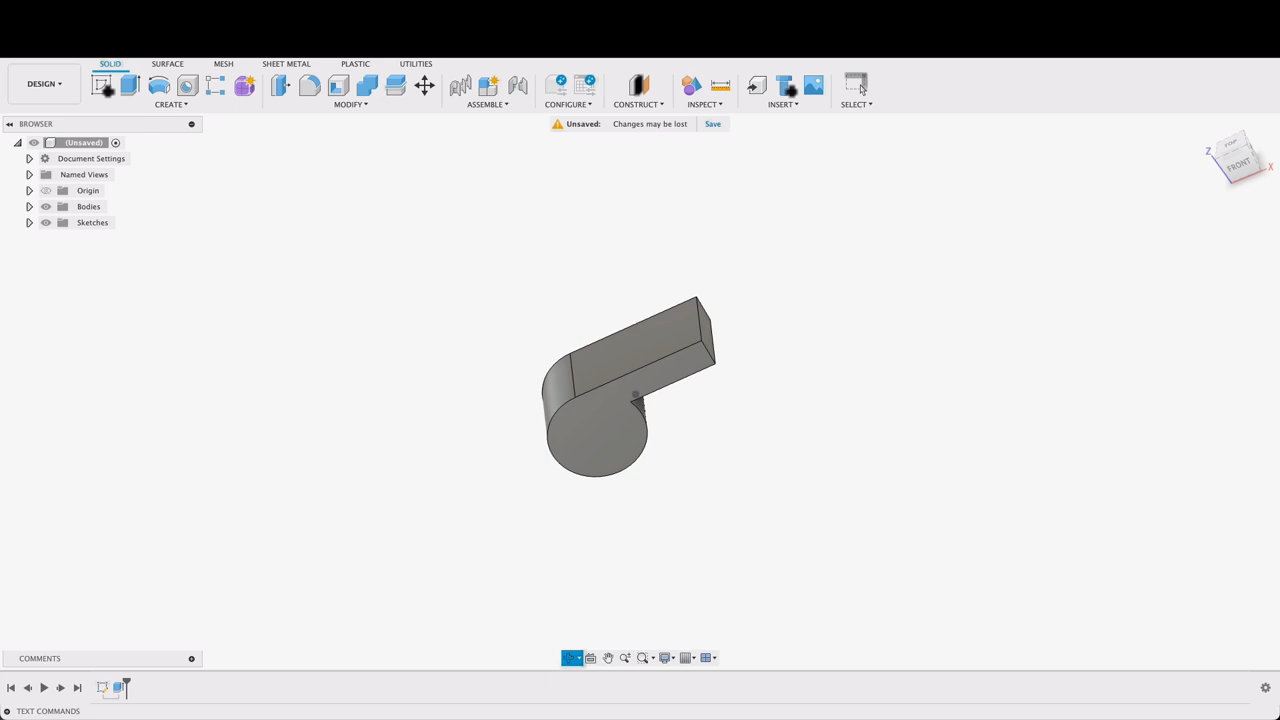 SOLID SURFACE MESH SHEET METAL PLASTIC UTILITIES
DESIGN
CREATE MODIFY ASSEMBLE CONFIGURE CONSTRUCT INSPECT INSERT SELECT
BROWSER
Unsaved: Changes may be lost Save
(Unsaved)
Document Settings
Named Views
Origin
Bodies
Sketches
TOP
Z
FRONT
X
COMMENTS
TEXT COMMANDS